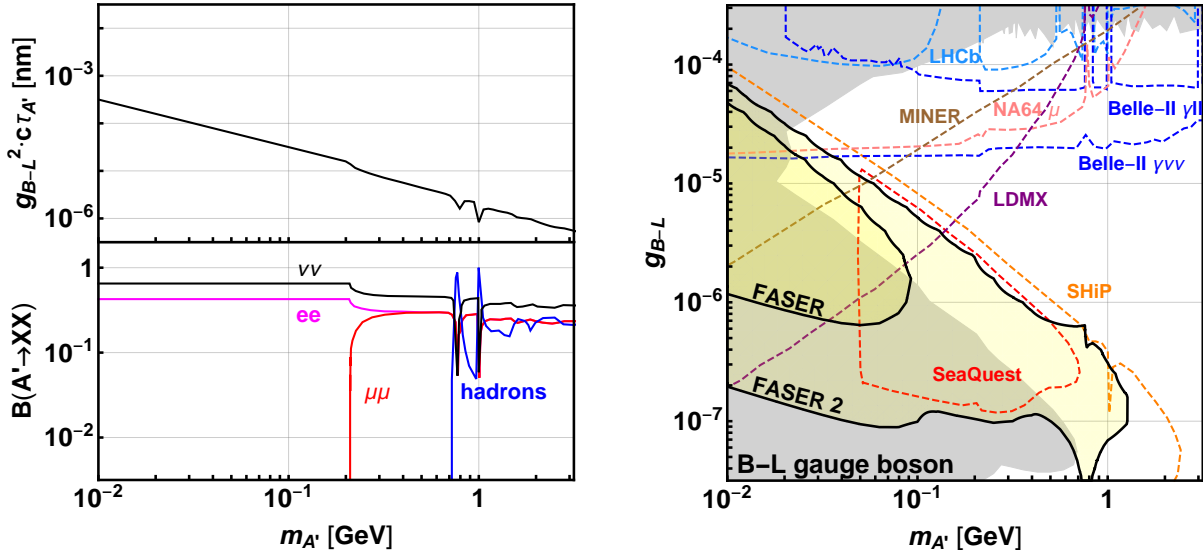 g_{B−L}²·cτ_{A'} [nm]
10⁻³
10⁻⁶
B(A'→XX)
1
10⁻¹
10⁻²
νν
ee
μμ
hadrons
10⁻² 10⁻¹ 1
m_{A'} [GeV]
g_{B−L}
10⁻⁴
10⁻⁵
10⁻⁶
10⁻⁷
LHCb
MINER
NA64 μ
Belle−II γll
Belle−II γνν
LDMX
SHiP
FASER
SeaQuest
FASER 2
B−L gauge boson
10⁻² 10⁻¹ 1
m_{A'} [GeV]